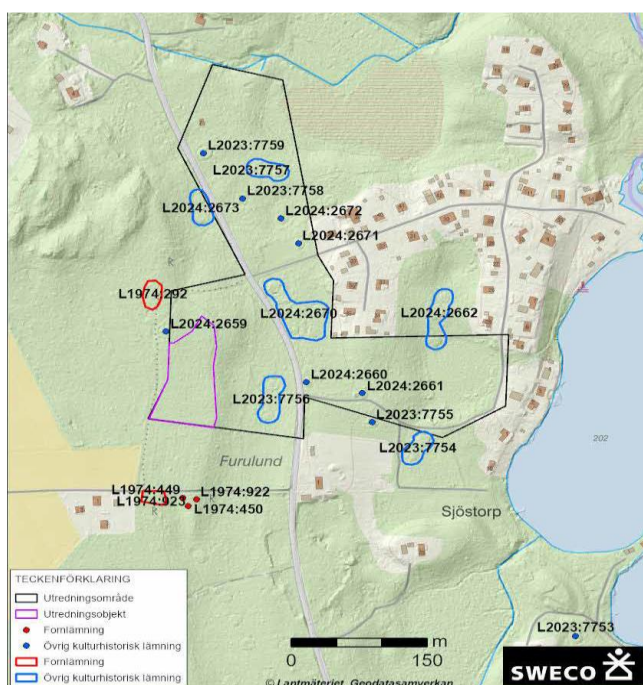 L2023:7759
L2023:7757
L2023:7758
L2024:2673
L2024:2672
L2024:2671
R
L1974:292
L2024:2670
L2024:2662
L2024:2659
L2024:2660
L2024:2661
L2023:7756
L2023:7755
L2023:7754
202
Furulund
L1974:449
L1974:922
L1974:923
R
R
L1974:450
Sjöstorp
TECKENFÖRKLARING
Utredningsområde
Utredningsobjekt
Fornlämning
Övrig kulturhistorisk lämning
Fornlämning
Övrig kulturhistorisk lämning
m
0 150
L2023:7753
SWECO
© Lantmäteriet, Geodatasamverkan